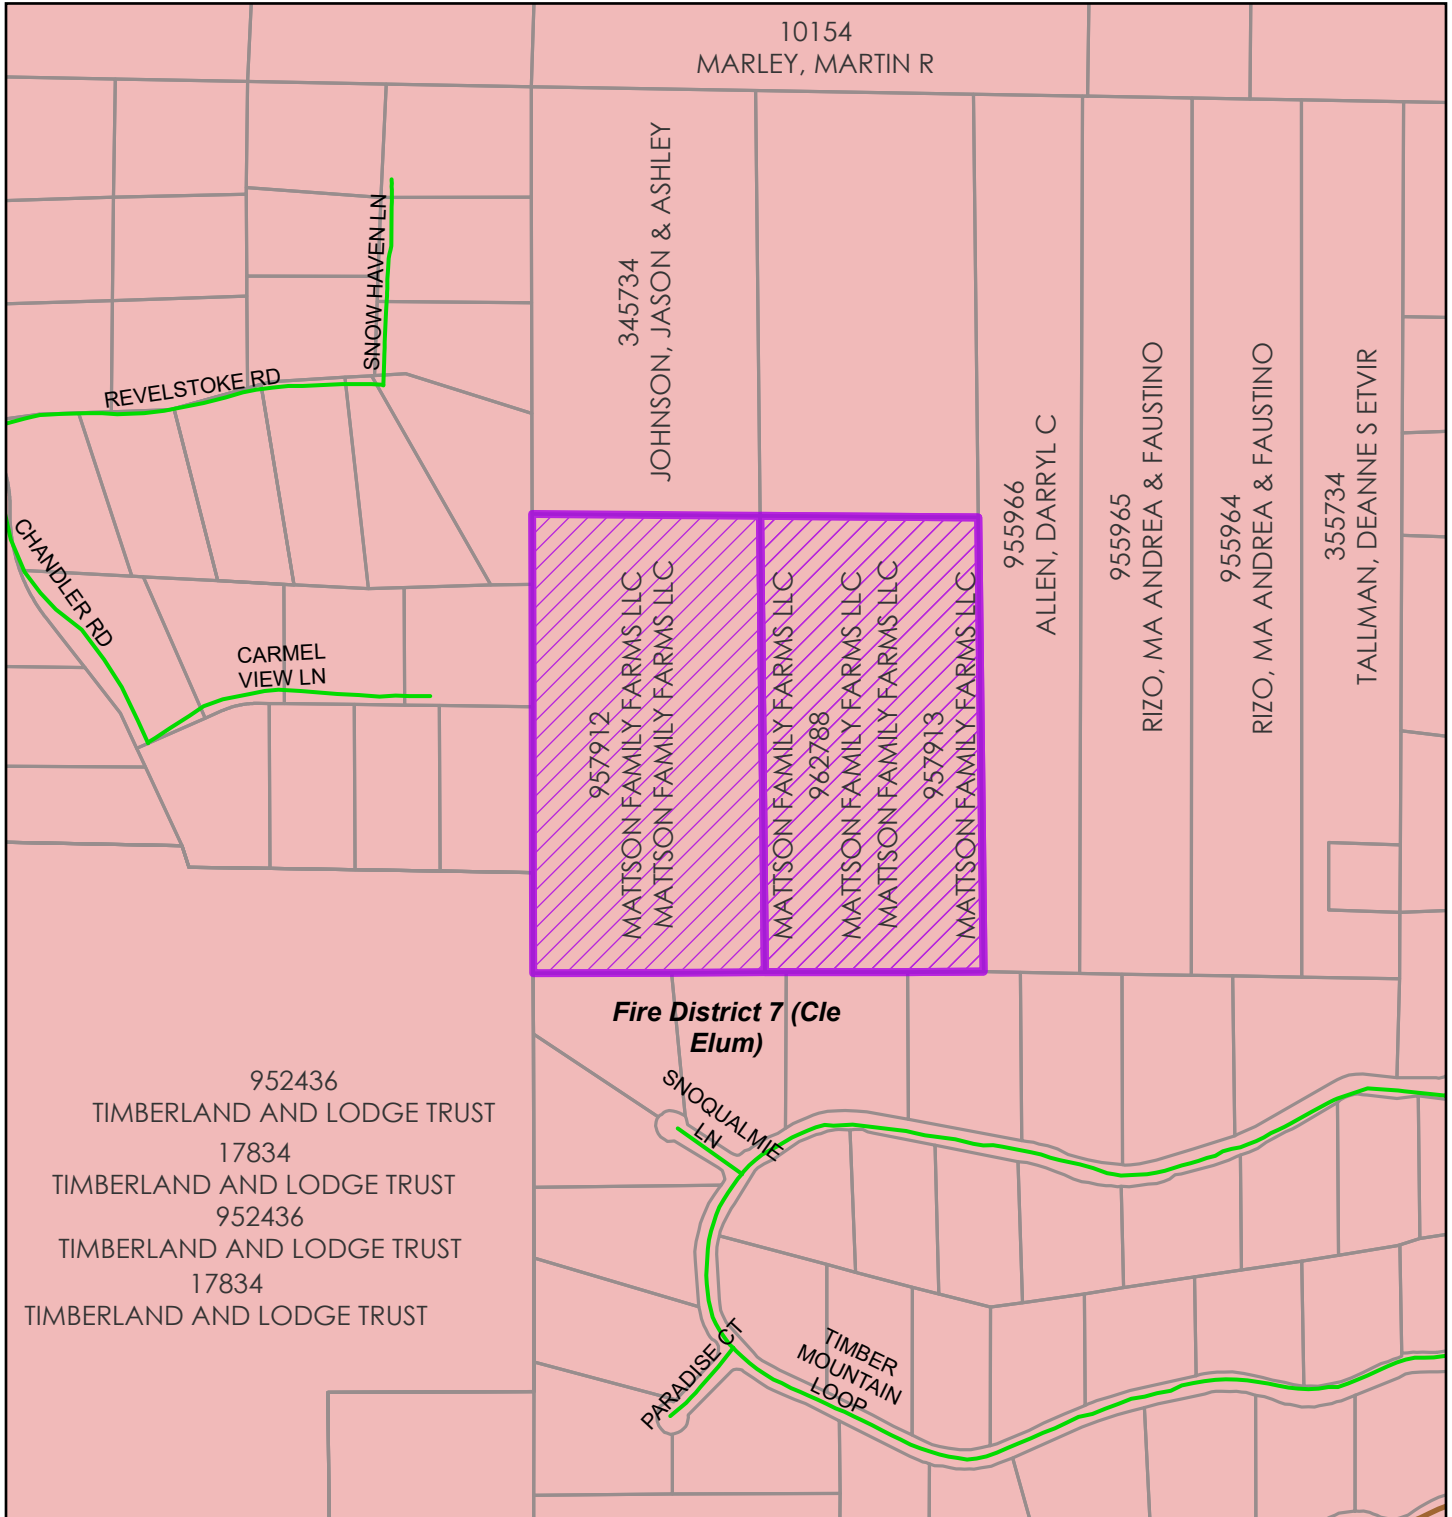 10154
MARLEY, MARTIN R
345734
JOHNSON, JASON & ASHLEY
SNOW HAVEN LN
REVELSTOKE RD
CHANDLER RD
CARMEL
VIEW LN
957912
MATTSON FAMILY FARMS LLC
MATTSON FAMILY FARMS LLC
MATTSON FAMILY FARMS LLC
962788
MATTSON FAMILY FARMS LLC
MATTSON FAMILY FARMS LLC
957913
MATTSON FAMILY FARMS LLC
955966
ALLEN, DARRYL C
955965
RIZO, MA ANDREA & FAUSTINO
955964
RIZO, MA ANDREA & FAUSTINO
355734
TALLMAN, DEANNE S ETVIR
Fire District 7 (Cle
Elum)
952436
TIMBERLAND AND LODGE TRUST
17834
TIMBERLAND AND LODGE TRUST
952436
TIMBERLAND AND LODGE TRUST
17834
TIMBERLAND AND LODGE TRUST
SNOQUALMIE
LN
PARADISE CT
TIMBER
MOUNTAIN
LOOP